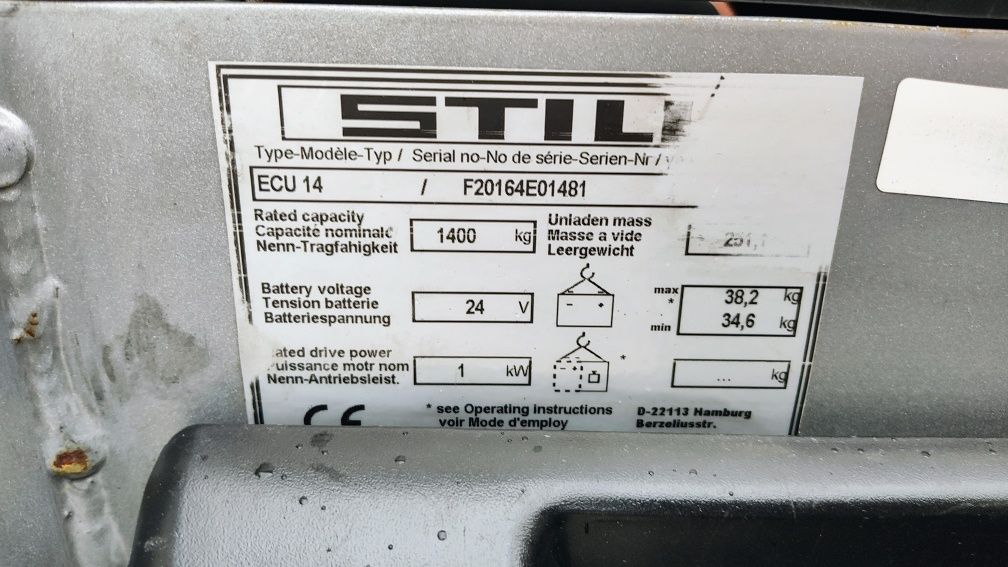 STILL
Type-Modèle-Typ / Serial no-No de série-Serien-Nr /
ECU 14 / F20164E01481
Rated capacity
Capacité nominale
Nenn-Tragfahigkeit
1400 kg
Unladen mass
Masse a vide
Leergewicht
Battery voltage
Tension batterie
Batteriespannung
24 V
- +
max
*
min
38,2 kg
34,6 kg
ated drive power
uissance motr nom
Nenn-Antriebsleist.
1 kW
- +
*
... kg
CE
* see Operating instructions
voir Mode d'employ
D-22113 Hamburg
Berzeliusstr.